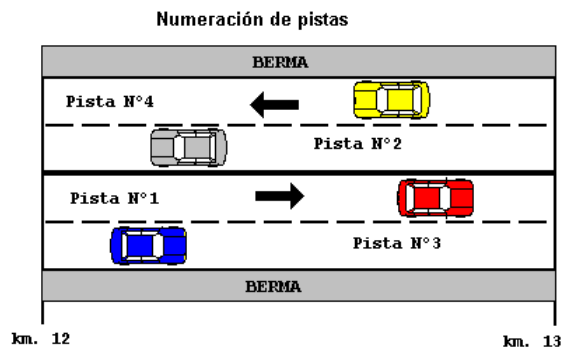 Numeración de pistas
BERMA
Pista N°4
Pista N°2
Pista N°1
Pista N°3
BERMA
km. 12
km. 13